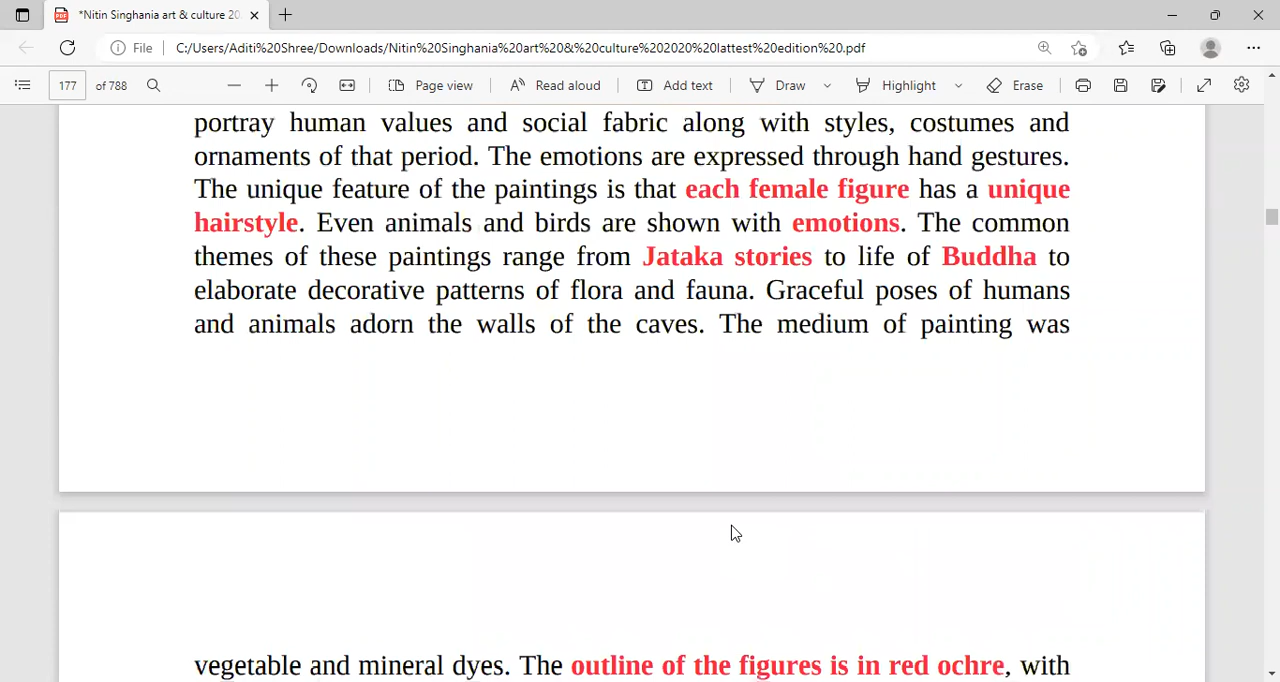 *Nitin Singhania art & culture 20
File
C:/Users/Aditi%20Shree/Downloads/Nitin%20Singhania%20art%20&%20culture%202020%20lattest%20edition%20.pdf
177 of 788
Page view
Read aloud
Add text
Draw
Highlight
Erase
portray human values and social fabric along with styles, costumes and
ornaments of that period. The emotions are expressed through hand gestures.
The unique feature of the paintings is that each female figure has a unique
hairstyle. Even animals and birds are shown with emotions. The common
themes of these paintings range from Jataka stories to life of Buddha to
elaborate decorative patterns of flora and fauna. Graceful poses of humans
and animals adorn the walls of the caves. The medium of painting was
vegetable and mineral dyes. The outline of the figures is in red ochre, with